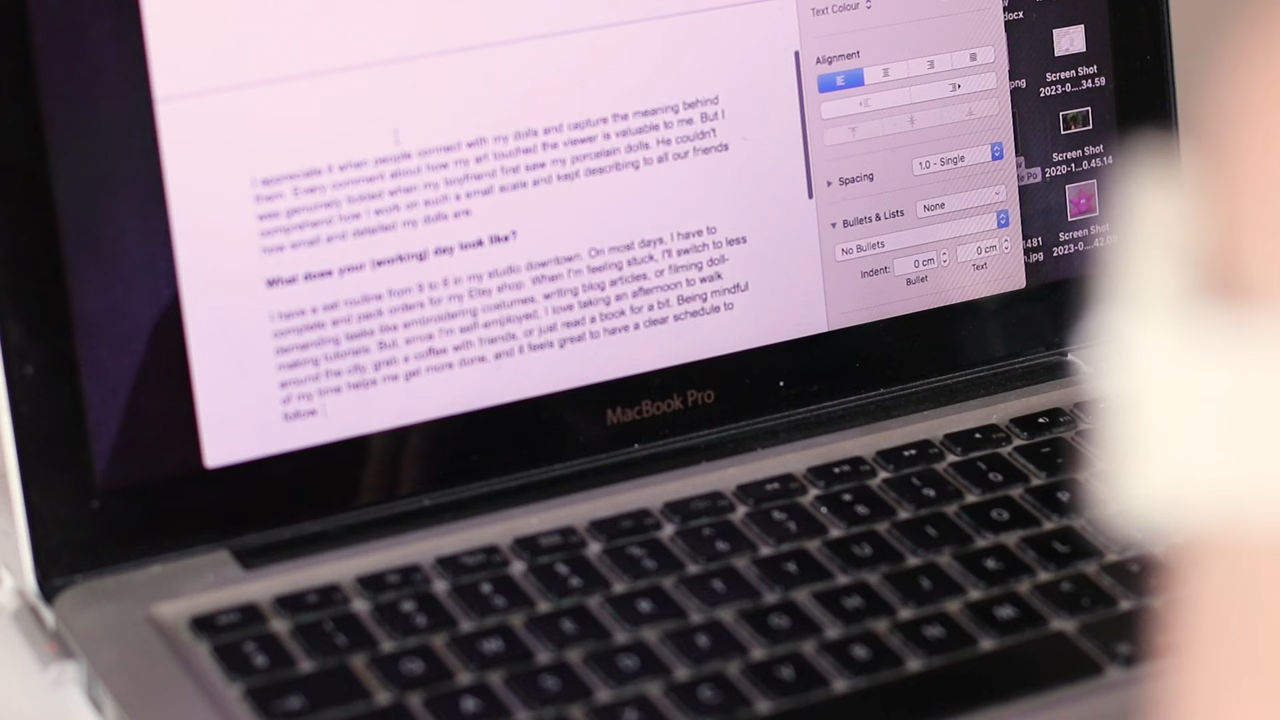 I appreciate it when people connect with my dolls and capture the meaning behind
them. Every comment about how my art touched the viewer is valuable to me. But I
was genuinely tickled when my boyfriend first saw my porcelain dolls. He couldn't
comprehend how I work on such a small scale and kept describing to all our friends
how small and detailed my dolls are.
What does your (working) day look like?
I have a set routine from 9 to 5 in my studio downtown. On most days, I have to
complete and pack orders for my Etsy shop. When I'm feeling stuck, I'll switch to less
demanding tasks like embroidering costumes, writing blog articles, or filming doll-
making tutorials. But, since I'm self-employed, I love taking an afternoon to walk
around the city, grab a coffee with friends, or just read a book for a bit. Being mindful
of my time helps me get more done, and it feels great to have a clear schedule to
follow.
Text Colour
Alignment
Spacing
1.0 - Single
Bullets & Lists
None
No Bullets
Indent:
0 cm
0 cm
Bullet
Text
.docx
png
Screen Shot
2023-0....34.59
Screen Shot
2020-1...0.45.14
e Po
Screen Shot
2023-0....42.
1481
n.jpg
MacBook Pro